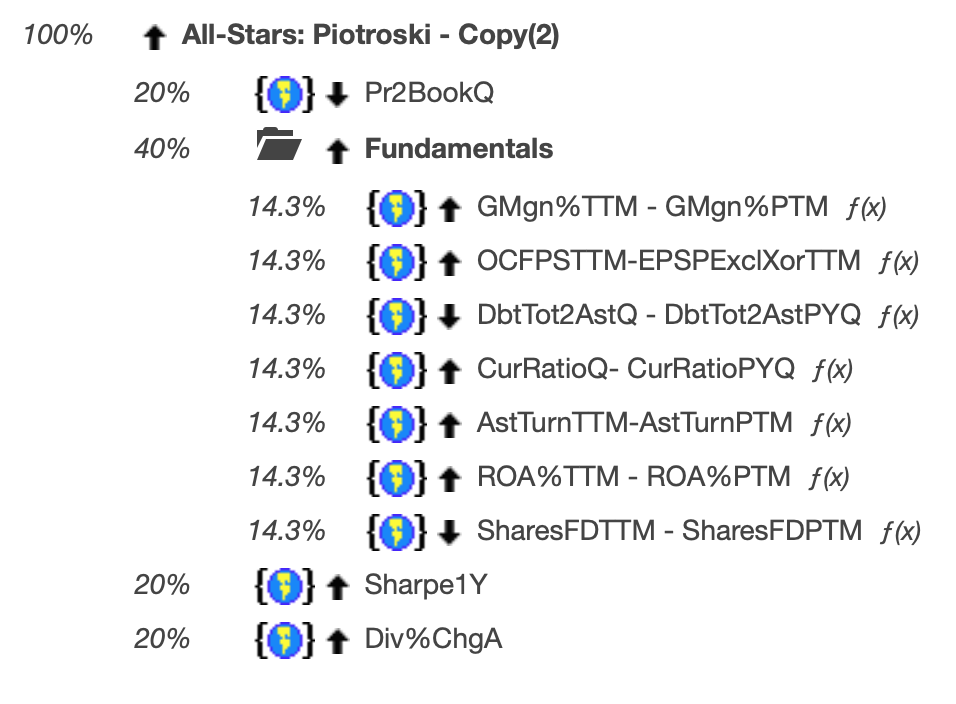 100% All-Stars: Piotroski - Copy(2)
20% Pr2BookQ
40% Fundamentals
14.3% GMgn%TTM - GMgn%PTM f(x)
14.3% OCFPSTTM-EPSPExclXorTTM f(x)
14.3% DbtTot2AstQ - DbtTot2AstPYQ f(x)
14.3% CurRatioQ- CurRatioPYQ f(x)
14.3% AstTurnTTM-AstTurnPTM f(x)
14.3% ROA%TTM - ROA%PTM f(x)
14.3% SharesFDTTM - SharesFDPTM f(x)
20% Sharpe1Y
20% Div%ChgA